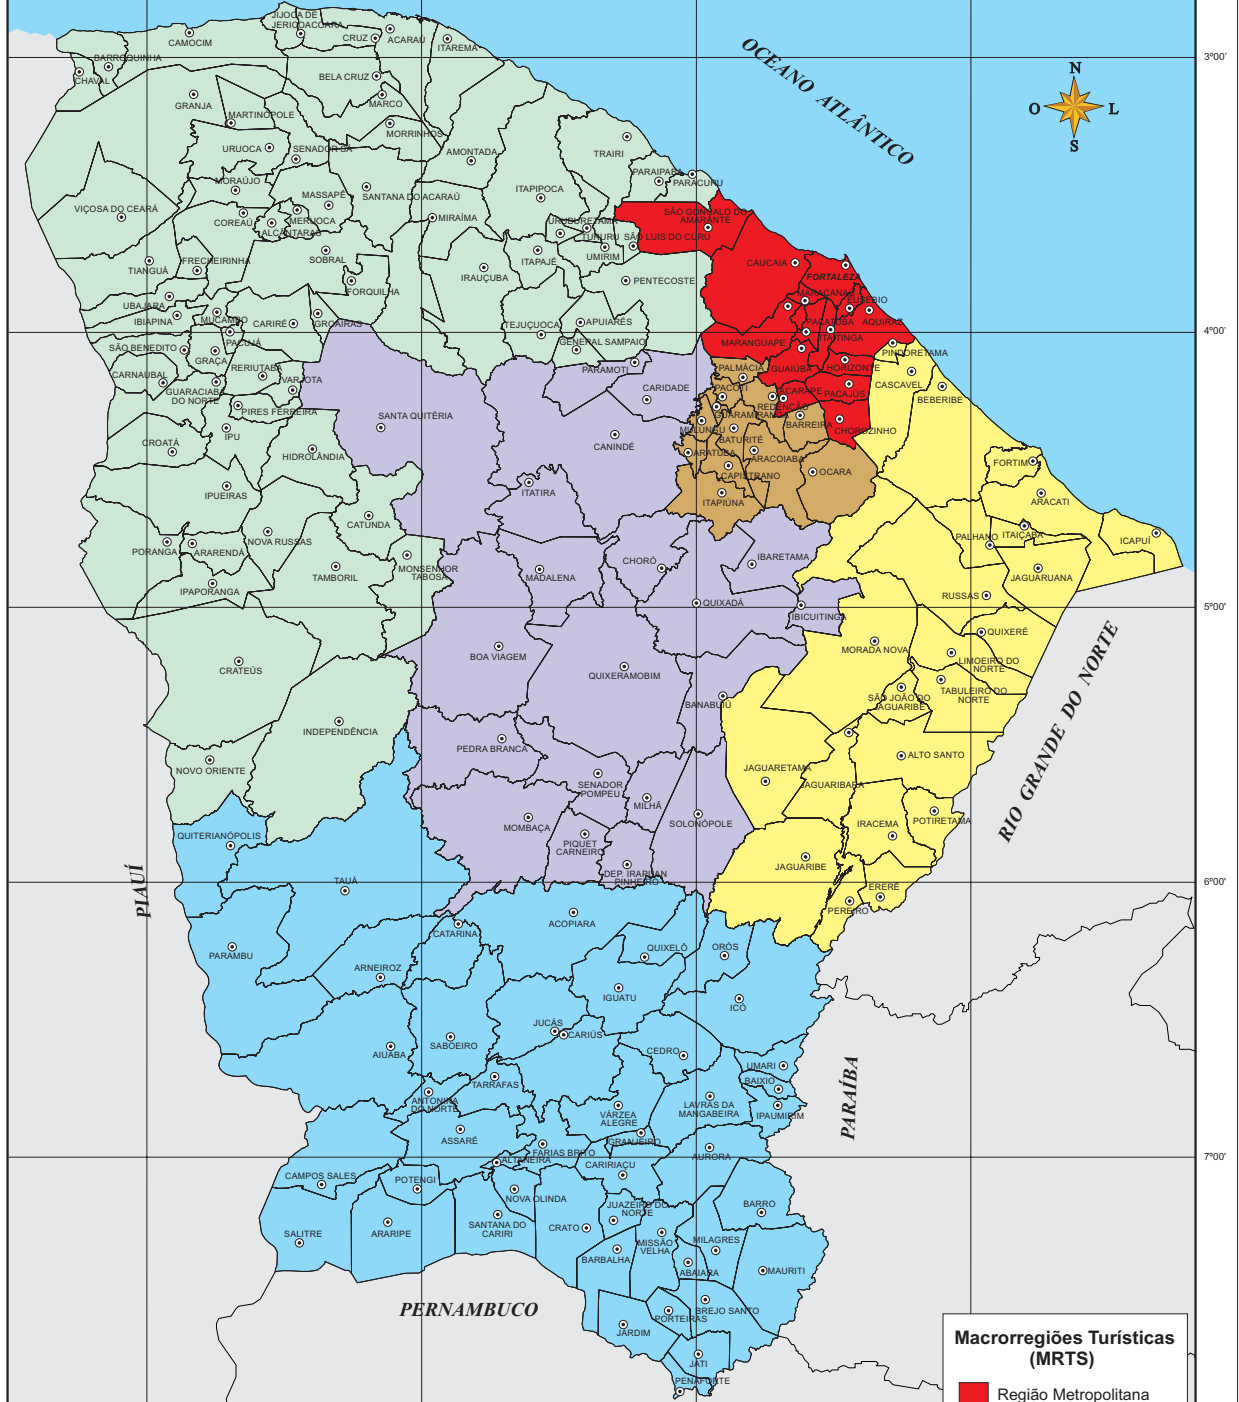 JIJOCA DE
JERICOACOARA
CAMOCIM
CRUZ
ACARAÚ
ITAREMA
BARROQUINHA
CHAVAL
BELA CRUZ
MARCO
GRANJA
MARTINÓPOLE
MORRINHOS
URUOCA
SENADOR SÁ
AMONTADA
TRAIRI
OCEANO ATLÂNTICO
N
O
L
S
3°00'
MORAÚJO
MASSAPÊ
SANTANA DO ACARAÚ
ITAPIPOCA
PARAIPABA
PARACURU
VIÇOSA DO CEARÁ
COREAÚ
MERUOCA
ALCÂNTARAS
MIRAÍMA
URUBURETAMA
TURURU
SÃO GONÇALO DO
AMARANTE
SÃO LUIS DO CURU
UMIRIM
TIANGUÁ
FRECHEIRINHA
SOBRAL
FORQUILHA
IRAUÇUBA
ITAPAJÉ
PENTECOSTE
CAUCAIA
FORTALEZA
UBAJARA
IBIAPINA
MUCAMBO
CARIRÉ
GROAÍRAS
PACUJÁ
TEJUÇUOCA
APUIARÉS
GENERAL SAMPAIO
MARACANAÚ
EUSÉBIO
AQUIRAZ
PACATUBA
ITAITINGA
MARANGUAPE
4°00'
SÃO BENEDITO
GRAÇA
RERIUTABA
VARJOTA
CARNAUBAL
GUARACIABA
DO NORTE
PIRES FERREIRA
PARAMOTI
CARIDADE
PALMÁCIA
GUAIÚBA
HORIZONTE
PINDORETAMA
CASCAVEL
BEBERIBE
PACOTI
ACARAPE
PACAJÚS
REDENÇÃO
GUARAMIRANGA
BARREIRA
CHOROZINHO
MULUNGU
BATURITÉ
ARATUBA
ARACOIABA
CAPISTRANO
OCARA
ITAPIÚNA
SANTA QUITÉRIA
CANINDÉ
ITATIRA
CROATÁ
IPU
HIDROLÂNDIA
IPUEIRAS
CATUNDA
FORTIM
ARACATI
ITAIÇABA
PALHANO
ICAPUÍ
JAGUARUANA
PORANGA
ARARENDÁ
NOVA RUSSAS
IPAPORANGA
TAMBORIL
MONSENHOR
TABOSA
MADALENA
CHORÓ
IBARETAMA
QUIXADÁ
IBICUITINGA
RUSSAS
5°00'
QUIXERÉ
MORADA NOVA
LIMOEIRO DO
NORTE
CRATEÚS
BOA VIAGEM
QUIXERAMOBIM
BANABUIÚ
SÃO JOÃO DO
JAGUARIBE
TABULEIRO DO
NORTE
RIO GRANDE DO NORTE
INDEPENDÊNCIA
NOVO ORIENTE
PEDRA BRANCA
SENADOR
POMPEU
MILHÃ
SOLONÓPOLE
JAGUARETAMA
JAGUARIBARA
ALTO SANTO
POTIRETAMA
IRACEMA
QUITERIANÓPOLIS
MOMBAÇA
PIQUET
CARNEIRO
DEP. IRAPUAN
PINHEIRO
JAGUARIBE
ERERÊ
PEREIRO
6°00'
PIAUÍ
TAUÁ
PARAMBU
CATARINA
ACOPIARA
QUIXELÔ
ORÓS
ARNEIROZ
IGUATU
ICÓ
JUCÁS
CARIÚS
SABOEIRO
AIUABA
CEDRO
UMARI
BAIXIO
IPAUMIRIM
PARAÍBA
TARRAFAS
ANTONINA
DO NORTE
VÁRZEA
ALEGRE
LAVRAS DA
MANGABEIRA
ASSARÉ
GRANJEIRO
FARIAS BRITO
AURORA
ALTANEIRA
CARIRIAÇU
7°00'
CAMPOS SALES
POTENGI
NOVA OLINDA
JUAZEIRO DO
NORTE
BARRO
SALITRE
ARARIPE
SANTANA DO
CARIRI
CRATO
MISSÃO
VELHA
MILAGRES
BARBALHA
ABAIARA
MAURITI
PERNAMBUCO
JARDIM
PORTEIRAS
BREJO SANTO
JATI
PENAFORTE
Macrorregiões Turísticas
(MRTS)
Região Metropolitana